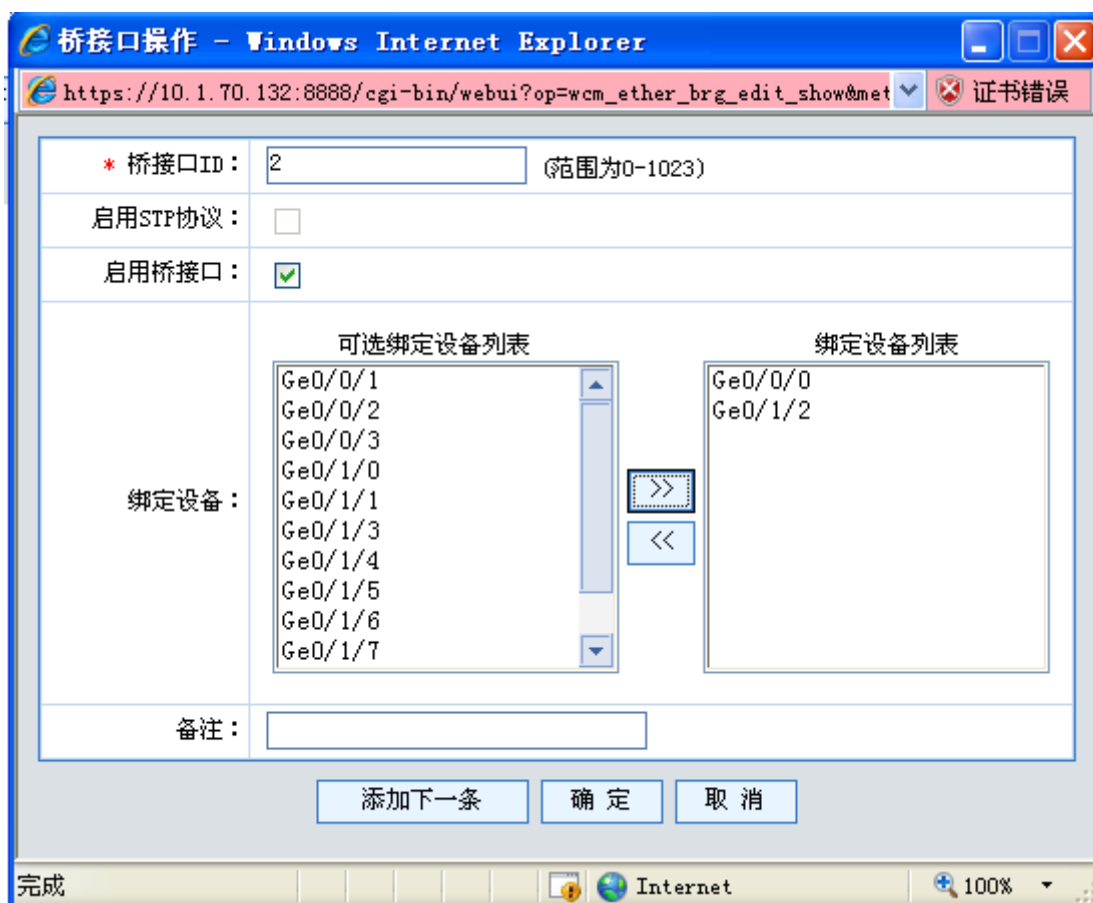 桥接口操作 - Windows Internet Explorer
https://10.1.70.132:8888/cgi-bin/webui?op=wcm_ether_brg_edit_show&met
证书错误
* 桥接口ID： 2 (范围为0-1023)
启用STP协议：
启用桥接口：
可选绑定设备列表 绑定设备列表
绑定设备：
Ge0/0/1
Ge0/0/2
Ge0/0/3
Ge0/1/0
Ge0/1/1
Ge0/1/3
Ge0/1/4
Ge0/1/5
Ge0/1/6
Ge0/1/7
>>
<<
Ge0/0/0
Ge0/1/2
备注：
添加下一条 确 定 取 消
完成 Internet 100%